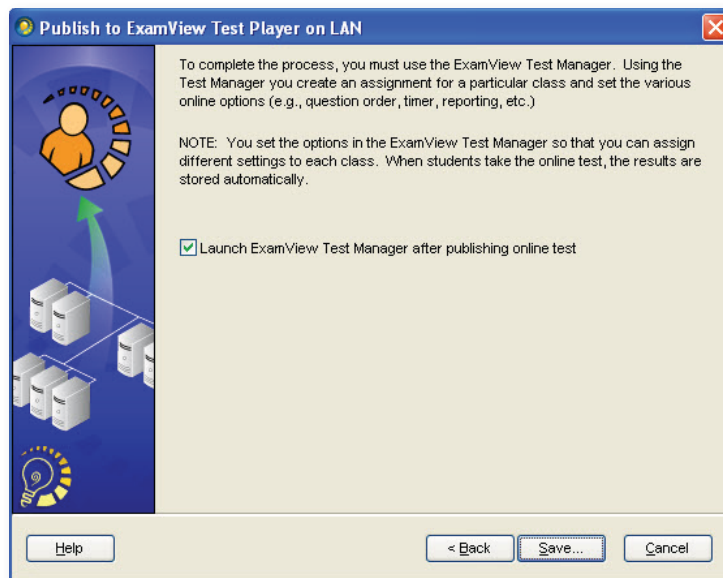 Publish to ExamView Test Player on LAN
To complete the process, you must use the ExamView Test Manager. Using the
Test Manager you create an assignment for a particular class and set the various
online options (e.g., question order, timer, reporting, etc.)
NOTE: You set the options in the ExamView Test Manager so that you can assign
different settings to each class. When students take the online test, the results are
stored automatically.
Launch ExamView Test Manager after publishing online test
Help
< Back
Save...
Cancel